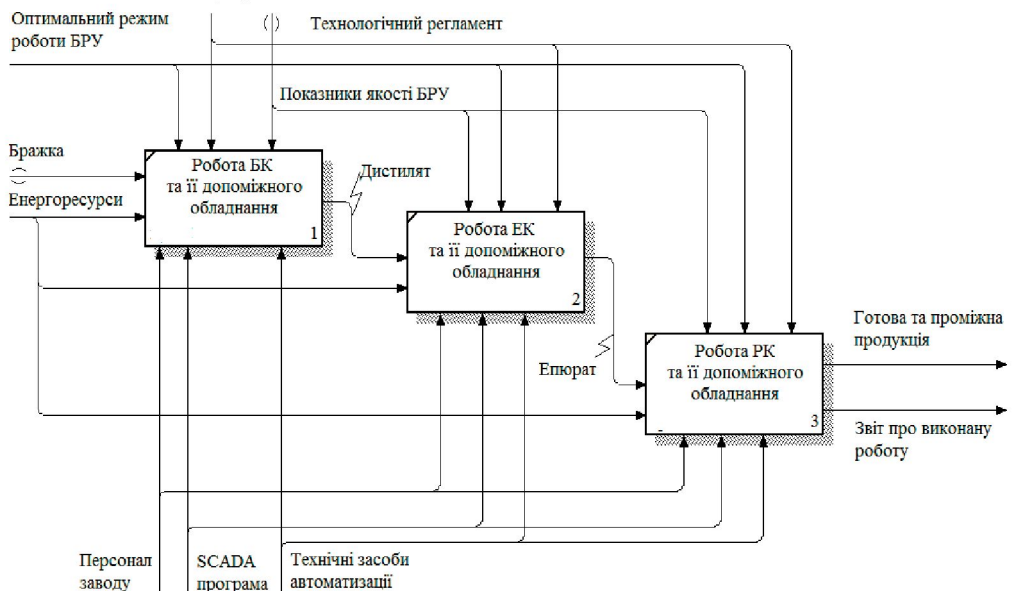 Оптимальний режим
роботи БРУ
Технологічний регламент
Показники якості БРУ
Бражка
Енергоресурси
Робота БК
та її допоміжного
обладнання
1
Дистилят
Робота ЕК
та її допоміжного
обладнання
2
Епюрат
Робота РК
та її допоміжного
обладнання
3
Готова та проміжна
продукція
Звіт про виконану
роботу
Персонал
заводу
SCADA
програма
Технічні засоби
автоматизації